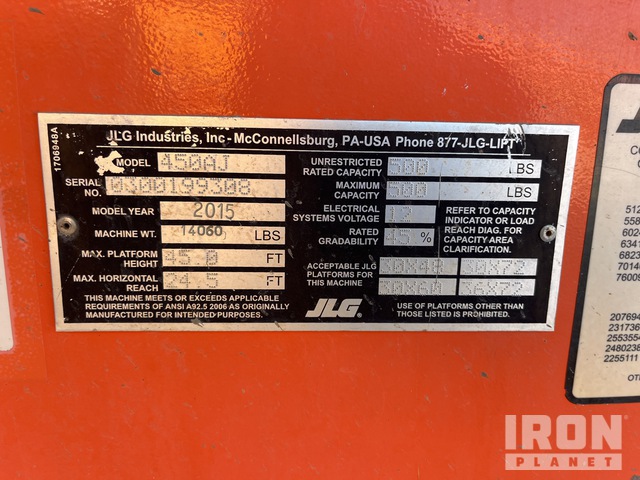 1706948A
JLG Industries, Inc - McConnellsburg, PA-USA Phone 877-JLG-LIFT
MODEL 450AJ
SERIAL NO. 0300199308
MODEL YEAR 2015
MACHINE WT. 14060 LBS
MAX. PLATFORM HEIGHT 45.0 FT
MAX. HORIZONTAL REACH 24.5 FT
THIS MACHINE MEETS OR EXCEEDS APPLICABLE
REQUIREMENTS OF ANSI A92.5 2006 AS ORIGINALLY
MANUFACTURED FOR INTENDED PURPOSES.
UNRESTRICTED RATED CAPACITY 500 LBS
MAXIMUM CAPACITY 500 LBS
ELECTRICAL SYSTEMS VOLTAGE 12
RATED GRADABILITY 45 %
REFER TO CAPACITY
INDICATOR OR LOAD
REACH DIAG. FOR
CAPACITY AREA
CLARIFICATION.
ACCEPTABLE JLG
PLATFORMS FOR
THIS MACHINE
30X72
30X60 36X72
JLG
USE OF PLATFORMS OTHER THAN
THOSE LISTED IS PROHIBITED.
IRON
PLANET